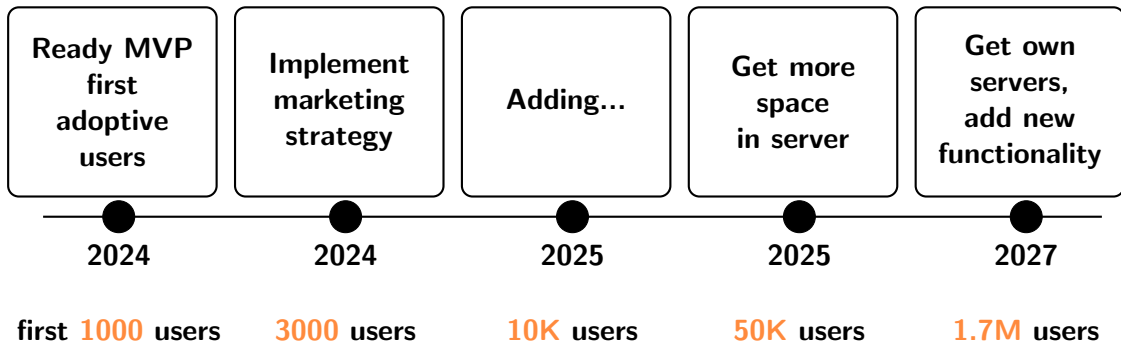 Ready MVP
first
adoptive
users
Implement
marketing
strategy
Adding...
Get more
space
in server
Get own
servers,
add new
functionality
2024
2024
2025
2025
2027
first 1000 users
3000 users
10K users
50K users
1.7M users